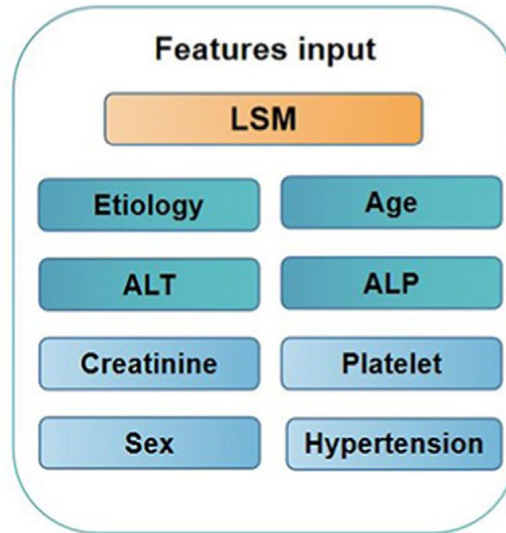 Features input
LSM
Etiology
Age
ALT
ALP
Creatinine
Platelet
Sex
Hypertension